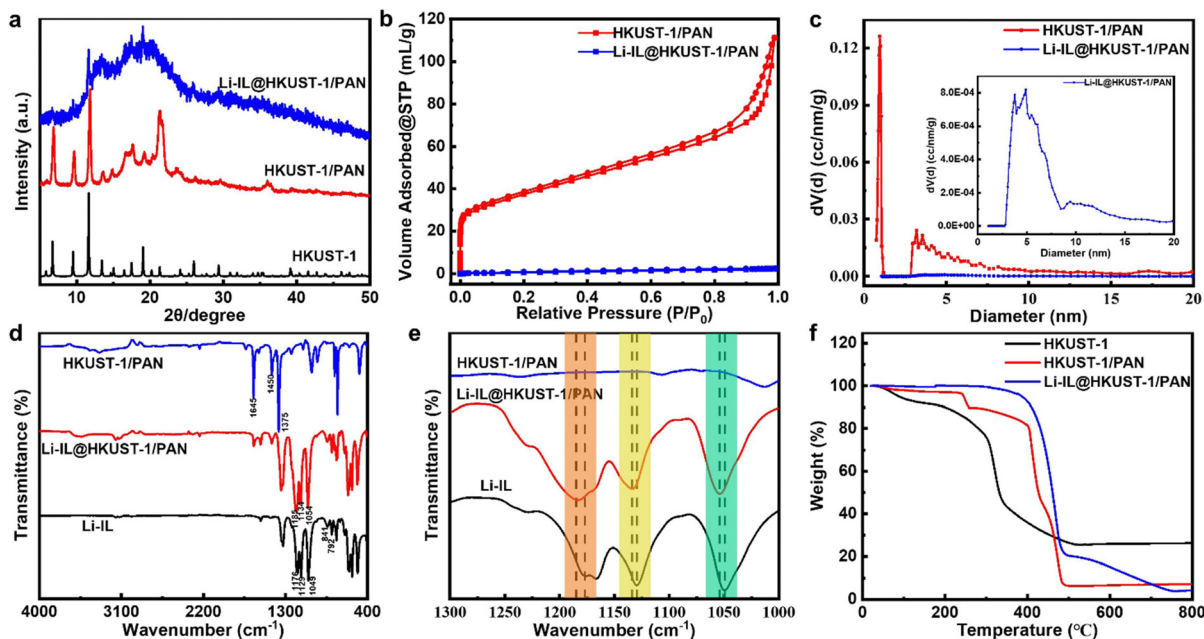 a
Intensity (a.u.)
Li-IL@HKUST-1/PAN
HKUST-1/PAN
HKUST-1
5 10 20 30 40 50
2θ/degree
b
Volume Adsorbed@STP (mL/g)
120
100
80
60
40
20
0
HKUST-1/PAN
Li-IL@HKUST-1/PAN
0.0 0.2 0.4 0.6 0.8 1.0
Relative Pressure (P/P0)
c
dV(d) (cc/nm/g)
0.12
0.09
0.06
0.03
0.00
HKUST-1/PAN
Li-IL@HKUST-1/PAN
dV(d) (cc/nm/g)
8.0E-04
6.0E-04
4.0E-04
2.0E-04
0.0E+00
Li-IL@HKUST-1/PAN
0 5 10 15 20
Diameter (nm)
0 5 10 15 20
Diameter (nm)
d
Transmittance (%)
HKUST-1/PAN
1645
1450
1375
Li-IL@HKUST-1/PAN
1185
1134
1054
Li-IL
1176
1129
1049
841
792
4000 3100 2200 1300 400
Wavenumber (cm-1)
e
Transmittance (%)
HKUST-1/PAN
Li-IL@HKUST-1/PAN
Li-IL
1300 1250 1200 1150 1100 1050 1000
Wavenumber (cm-1)
f
Weight (%)
120
100
80
60
40
20
0
HKUST-1
HKUST-1/PAN
Li-IL@HKUST-1/PAN
0 200 400 600 800
Temperature (℃)